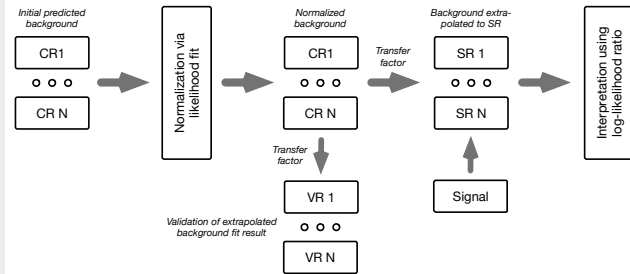 Initial predicted
background
CR1
CR N
Normalization via
likelihood fit
Normalized
background
CR1
CR N
Transfer
factor
Background extra-
polated to SR
SR 1
SR N
Signal
Interpretation using
log-likelihood ratio
Transfer
factor
VR 1
Validation of extrapolated
background fit result
VR N